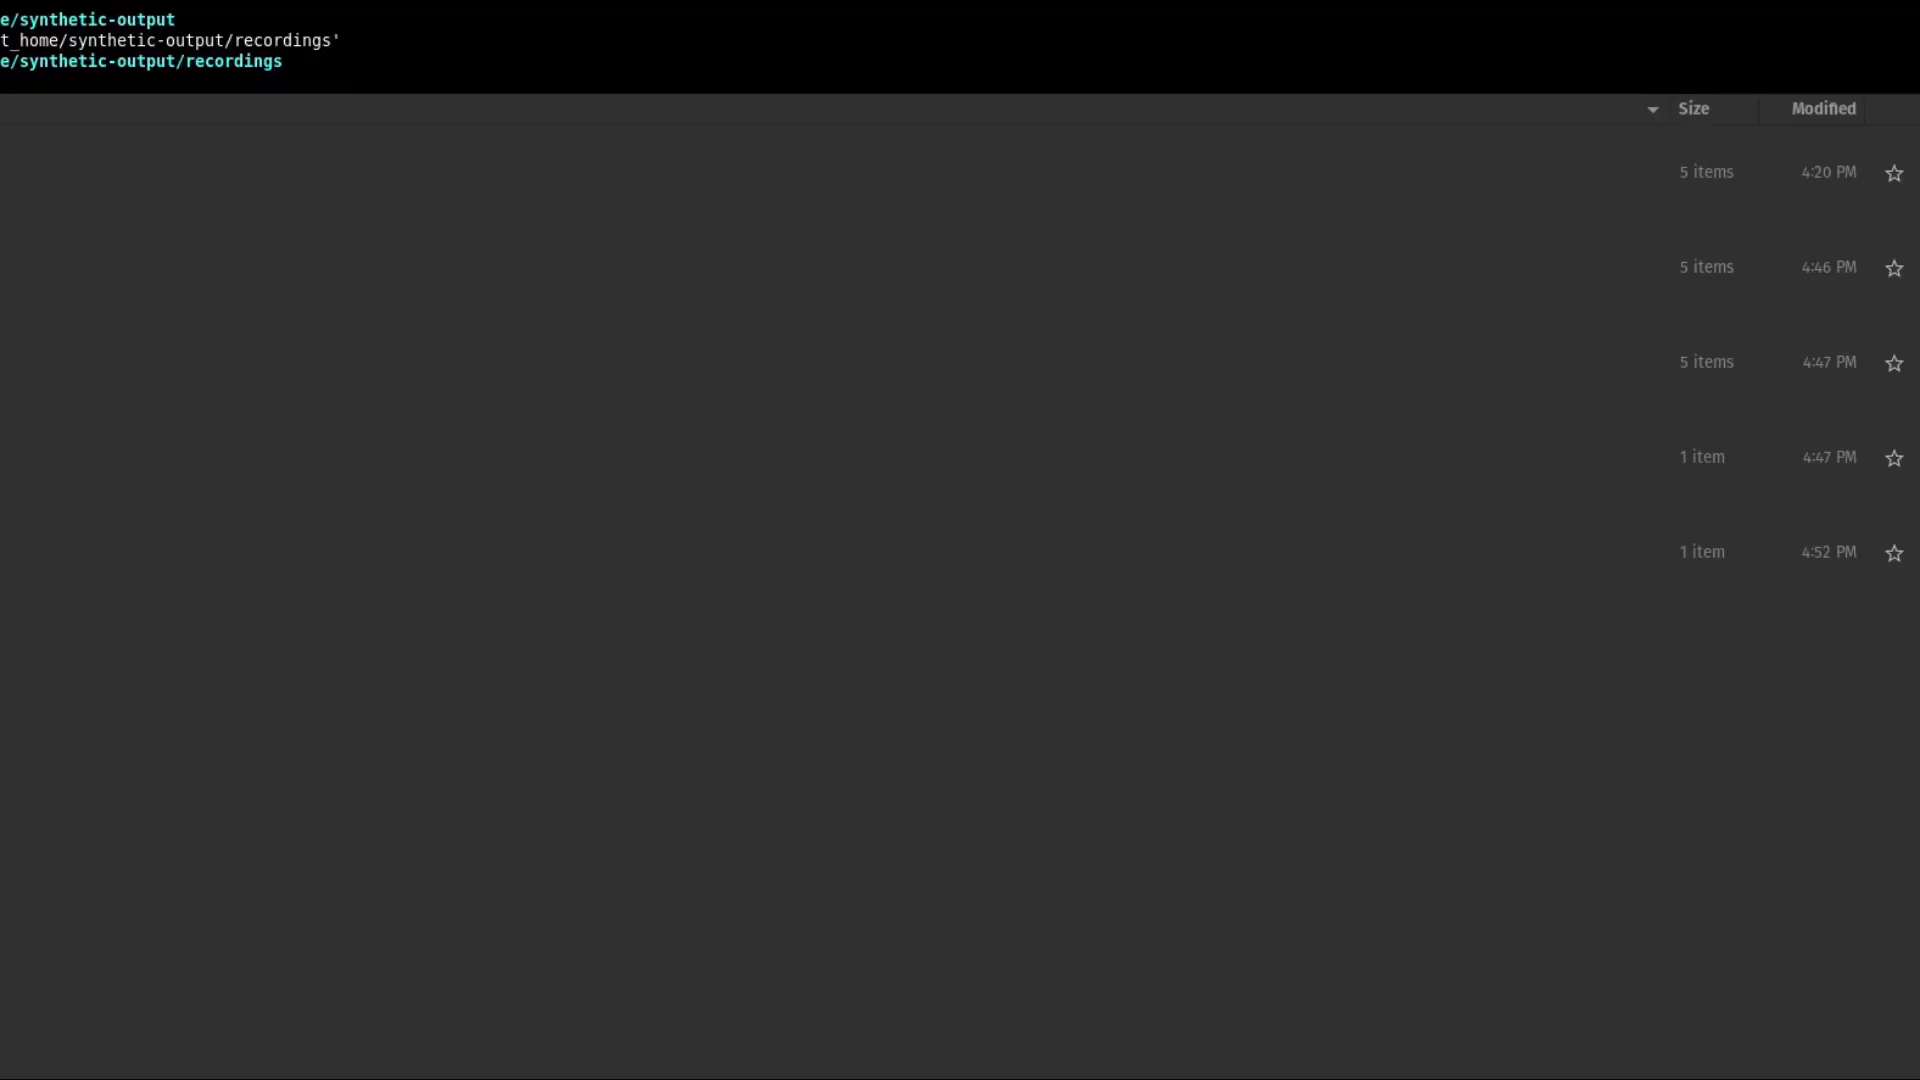 e/synthetic-output
t_home/synthetic-output/recordings'
e/synthetic-output/recordings
Size Modified
5 items 4:20 PM
5 items 4:46 PM
5 items 4:47 PM
1 item 4:47 PM
1 item 4:52 PM